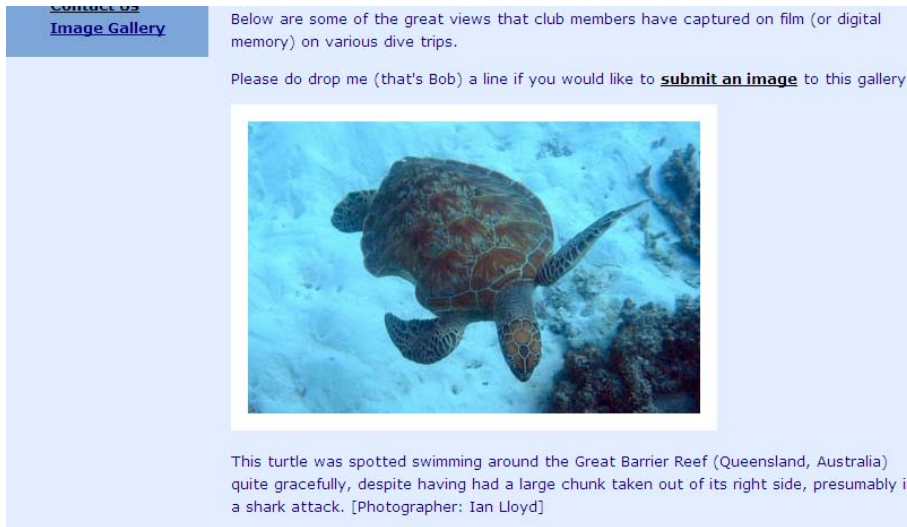 Contact Us
Image Gallery
Below are some of the great views that club members have captured on film (or digital
memory) on various dive trips.
Please do drop me (that's Bob) a line if you would like to submit an image to this gallery
This turtle was spotted swimming around the Great Barrier Reef (Queensland, Australia)
quite gracefully, despite having had a large chunk taken out of its right side, presumably i
a shark attack. [Photographer: Ian Lloyd]